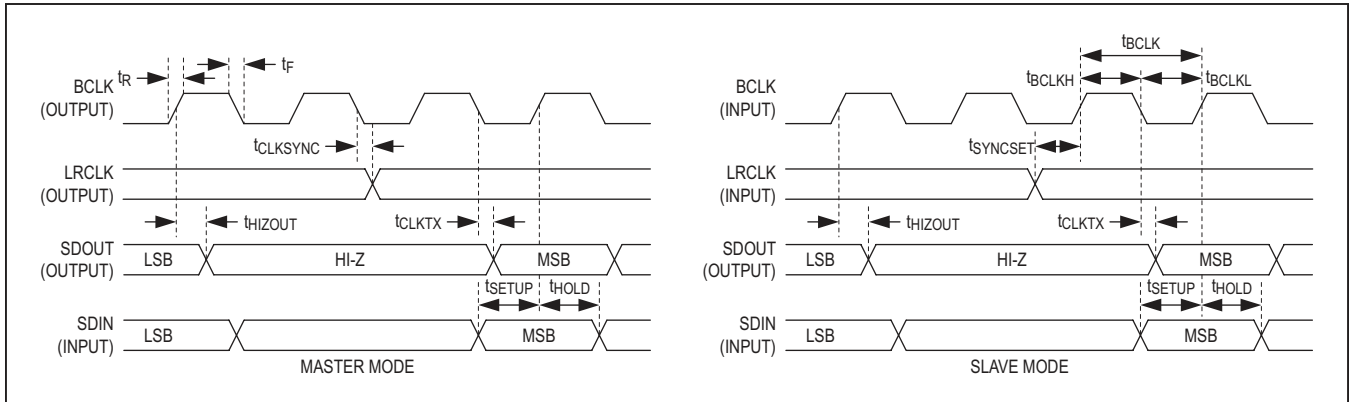 tR
tF
BCLK
(OUTPUT)
tCLKSYNC
LRCLK
(OUTPUT)
tHIZOUT
tCLKTX
SDOUT
(OUTPUT)
LSB
HI-Z
MSB
tSETUP
tHOLD
SDIN
(INPUT)
LSB
MSB
MASTER MODE
tBCLK
tBCLKH
tBCLKL
BCLK
(INPUT)
tSYNCSET
LRCLK
(INPUT)
tHIZOUT
tCLKTX
SDOUT
(OUTPUT)
LSB
HI-Z
MSB
tSETUP
tHOLD
SDIN
(INPUT)
LSB
MSB
SLAVE MODE